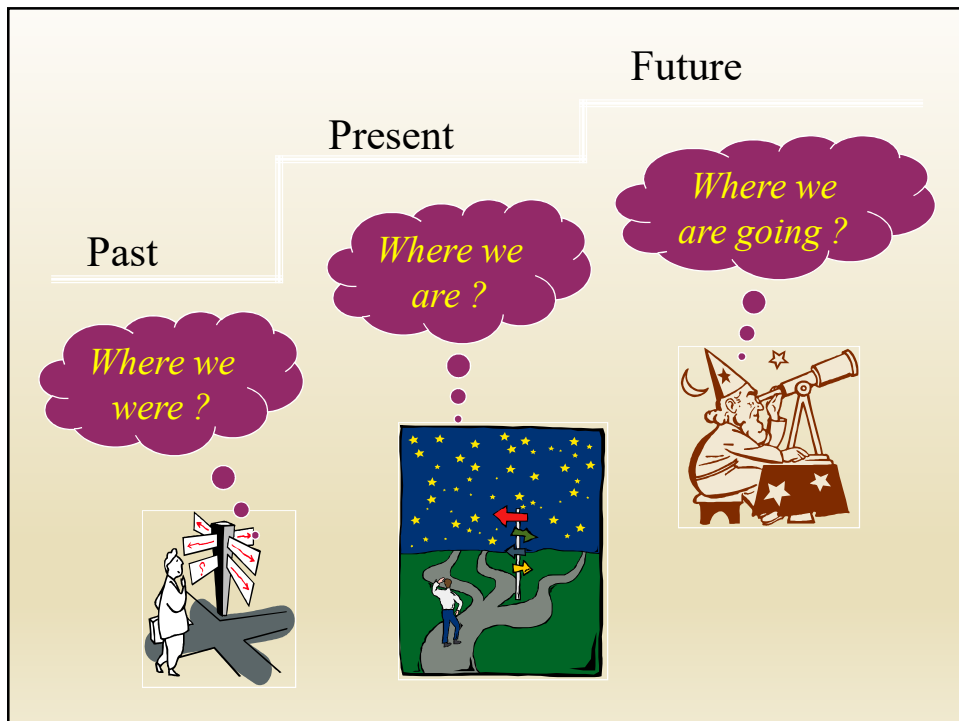 Past
Where we
were ?
Present
Where we
are ?
Future
Where we
are going ?
?